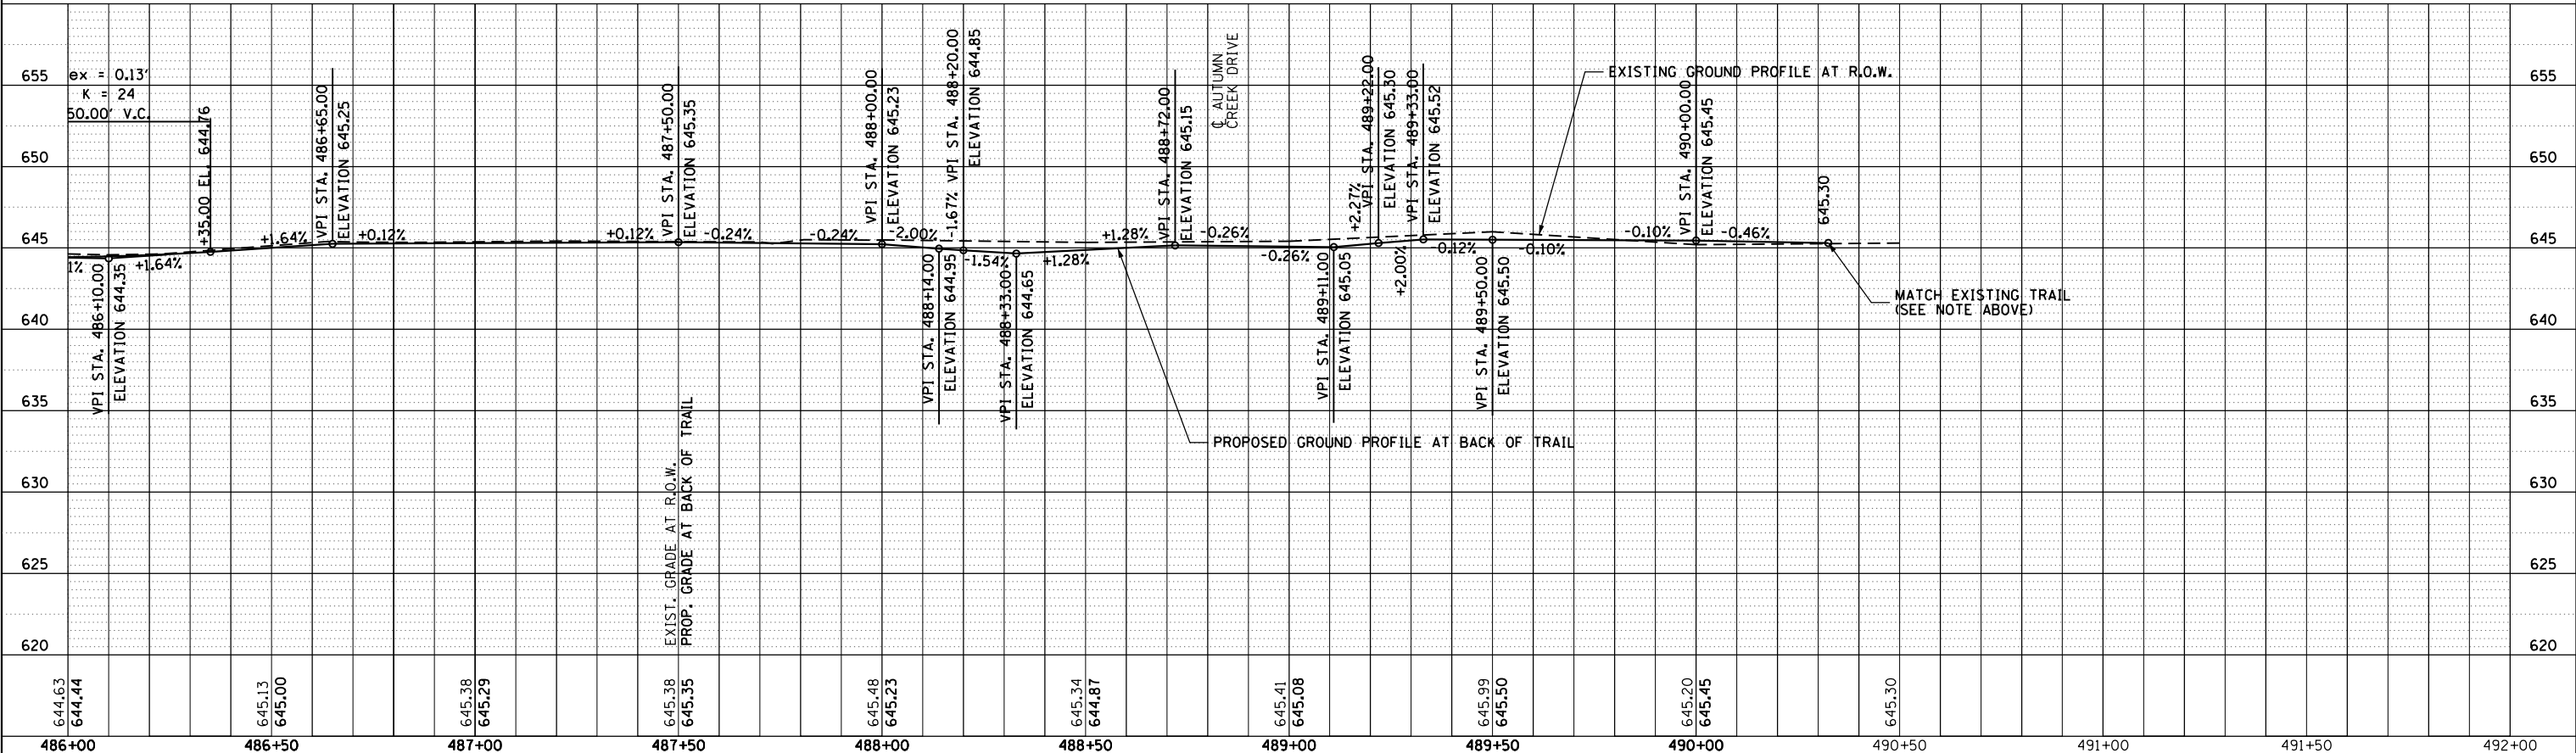 655
650
645
640
635
630
625
620
ex = 0.13'
K = 24
50.00' V.C.
+35.00 EL. 644.76
1%
VPI STA. 486+10.00
ELEVATION 644.35
+1.64%
+1.64%
VPI STA. 486+65.00
ELEVATION 645.25
+0.12%
+0.12%
VPI STA. 487+50.00
ELEVATION 645.35
-0.24%
-0.24%
VPI STA. 488+00.00
ELEVATION 645.23
-2.00%
VPI STA. 488+14.00
ELEVATION 644.95
-1.67%
VPI STA. 488+20.00
ELEVATION 644.85
-1.54%
VPI STA. 488+33.00
ELEVATION 644.65
+1.28%
+1.28%
VPI STA. 488+72.00
ELEVATION 645.15
-0.26%
℄ AUTUMN
CREEK DRIVE
-0.26%
VPI STA. 489+11.00
ELEVATION 645.05
+2.27%
VPI STA. 489+22.00
ELEVATION 645.30
+2.00%
VPI STA. 489+33.00
ELEVATION 645.52
-0.12%
VPI STA. 489+50.00
ELEVATION 645.50
-0.10%
EXISTING GROUND PROFILE AT R.O.W.
-0.10%
VPI STA. 490+00.00
ELEVATION 645.45
-0.46%
645.30
MATCH EXISTING TRAIL
(SEE NOTE ABOVE)
PROPOSED GROUND PROFILE AT BACK OF TRAIL
EXIST. GRADE AT R.O.W.
PROP. GRADE AT BACK OF TRAIL
655
650
645
640
635
630
625
620
644.63
644.44
645.13
645.00
645.38
645.29
645.38
645.35
645.48
645.23
645.34
644.87
645.41
645.08
645.99
645.50
645.20
645.45
645.30
486+00
486+50
487+00
487+50
488+00
488+50
489+00
489+50
490+00
490+50
491+00
491+50
492+00